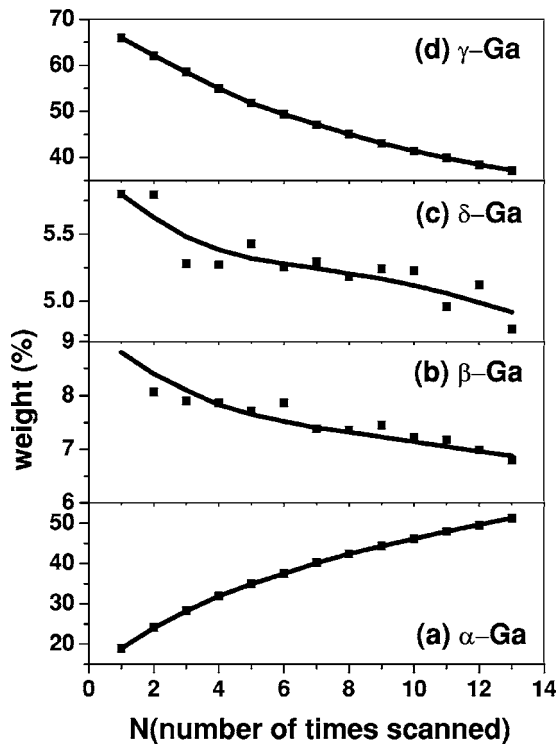 70
60
50
40
(d) γ–Ga
5.5
5.0
(c) δ–Ga
9
8
7
6
(b) β–Ga
50
40
30
20
(a) α–Ga
weight (%)
0 2 4 6 8 10 12 14
N(number of times scanned)